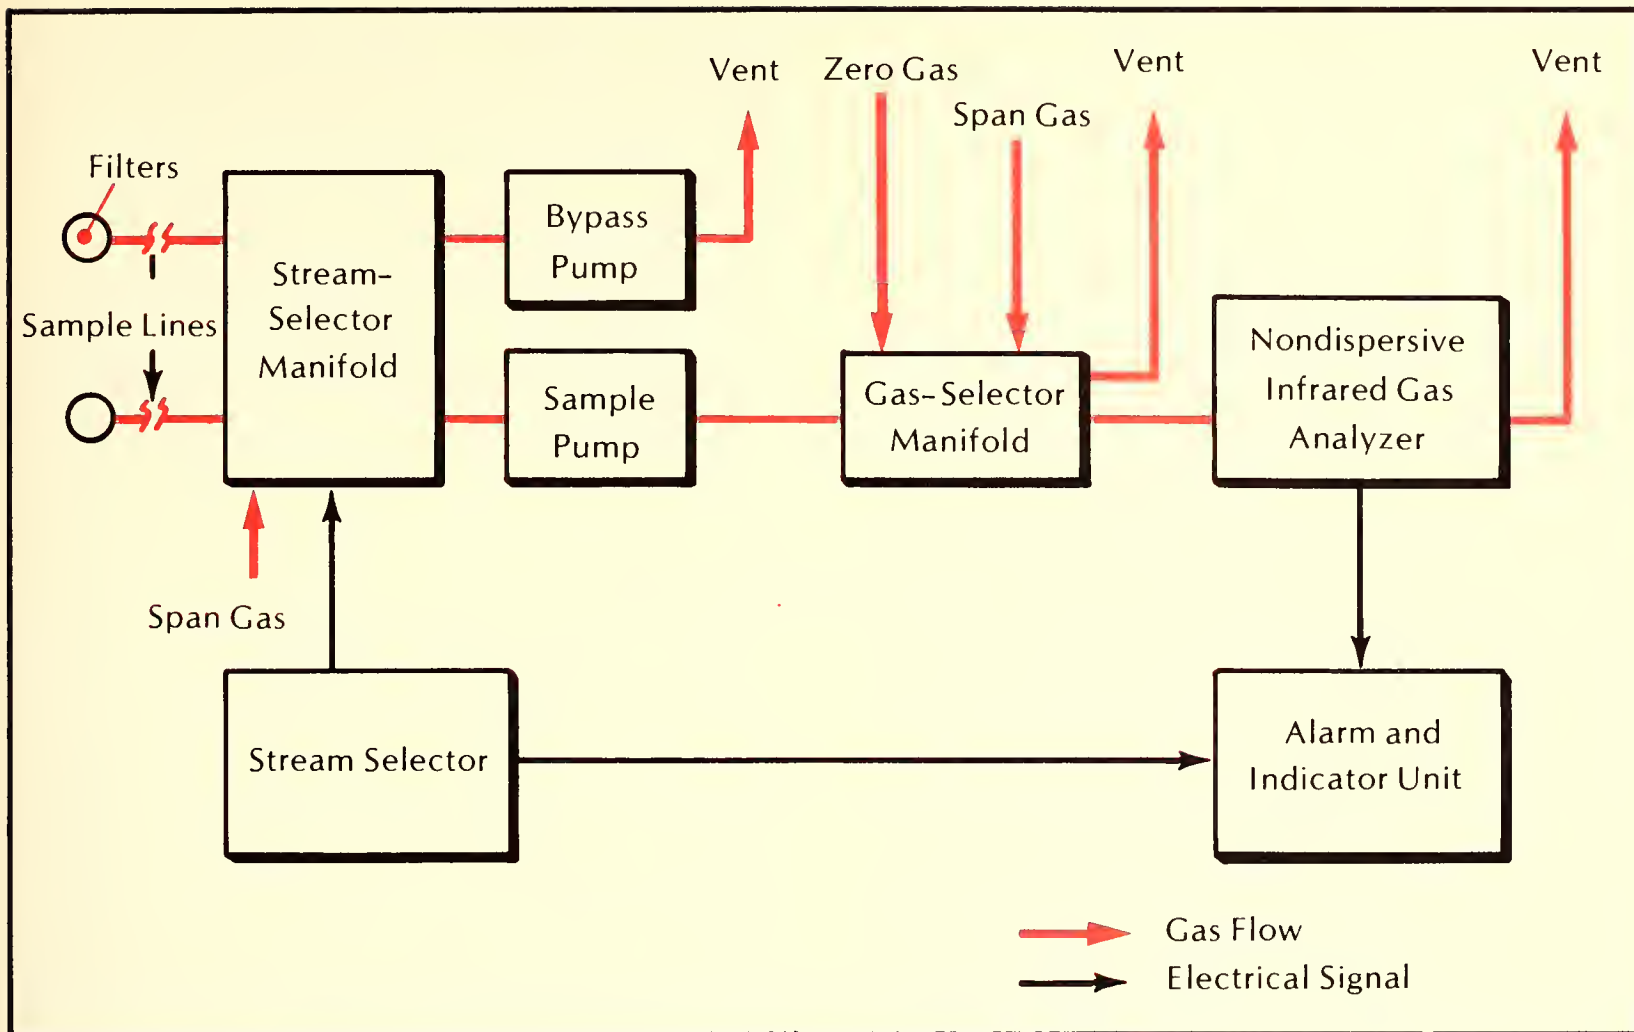 Vent
Zero Gas
Vent
Vent
Span Gas
Filters
Bypass
Pump
Stream-
Selector
Manifold
Sample Lines
Nondispersive
Infrared Gas
Analyzer
Sample
Pump
Gas-Selector
Manifold
Span Gas
Stream Selector
Alarm and
Indicator Unit
Gas Flow
Electrical Signal